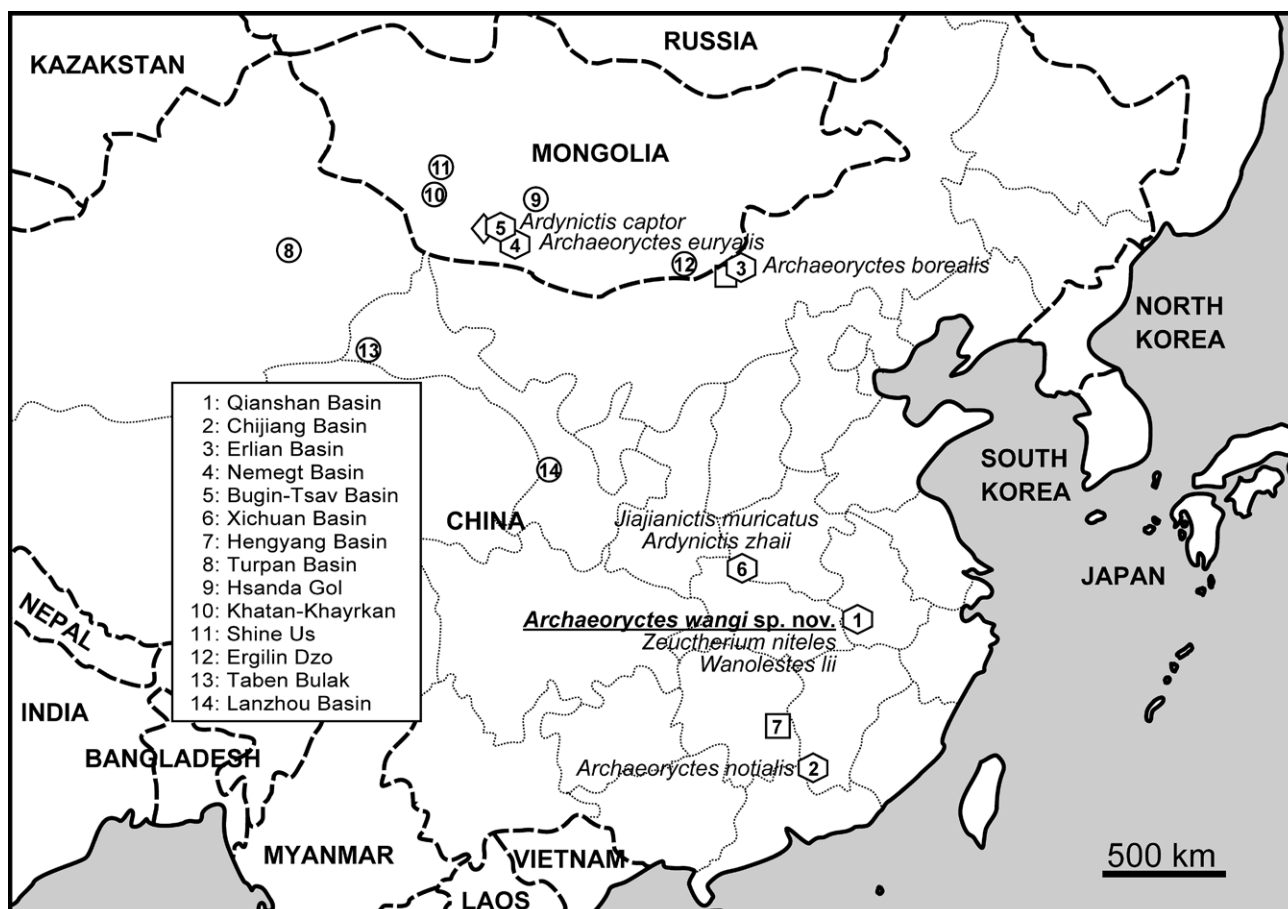 RUSSIA
KAZAKSTAN
MONGOLIA
11
10
9
5 Ardynictis captor
4 Archaeoryctes euryalis
8
12
3 Archaeoryctes borealis
NORTH
KOREA
13
1: Qianshan Basin
2: Chijiang Basin
3: Erlian Basin
4: Nemegt Basin
5: Bugin-Tsav Basin
6: Xichuan Basin
7: Hengyang Basin
8: Turpan Basin
9: Hsanda Gol
10: Khatan-Khayrkan
11: Shine Us
12: Ergilin Dzo
13: Taben Bulak
14: Lanzhou Basin
14
SOUTH
KOREA
CHINA
Jiajianictis muricatus
Ardynictis zhaii
6
JAPAN
NEPAL
Archaeoryctes wangi sp. nov. 1
Zeuctherium niteles
Wanolestes lii
INDIA
7
BANGLADESH
Archaeoryctes notialis 2
MYANMAR
VIETNAM
LAOS
500 km